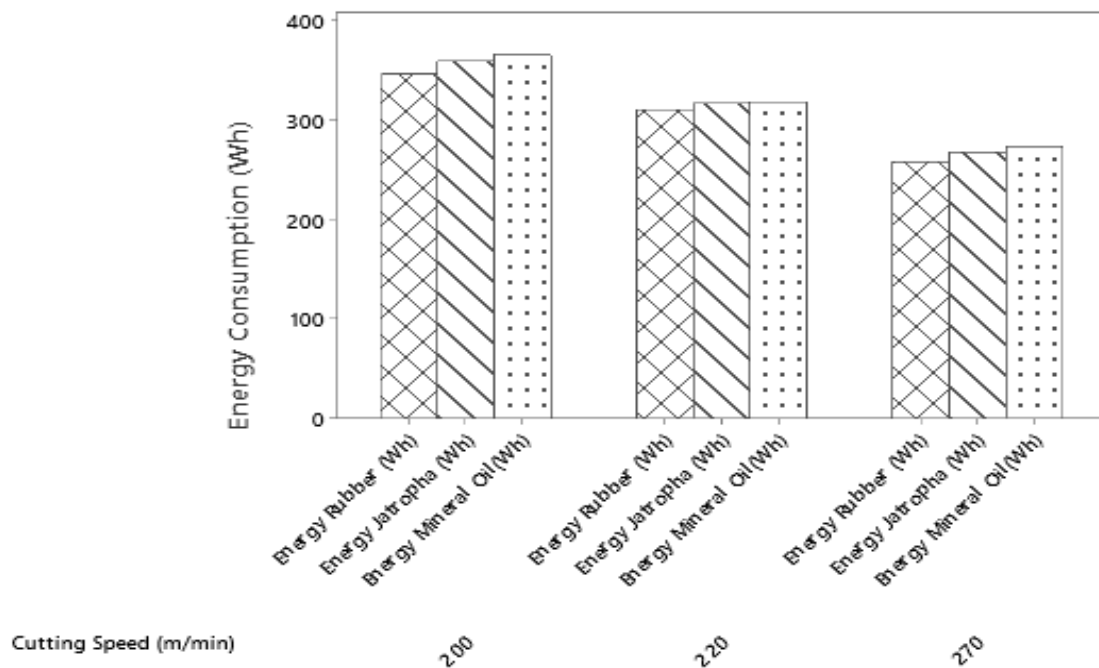 Energy Consumption (Wh)
400
300
200
100
0
Energy Rubber (Wh)
Energy Jatropha (Wh)
Energy Mineral Oil(Wh)
Energy Rubber (Wh)
Energy Jatropha (Wh)
Energy Mineral Oil(Wh)
Energy Rubber (Wh)
Energy Jatropha (Wh)
Energy Mineral Oil(Wh)
Cutting Speed (m/min) 200 220 270